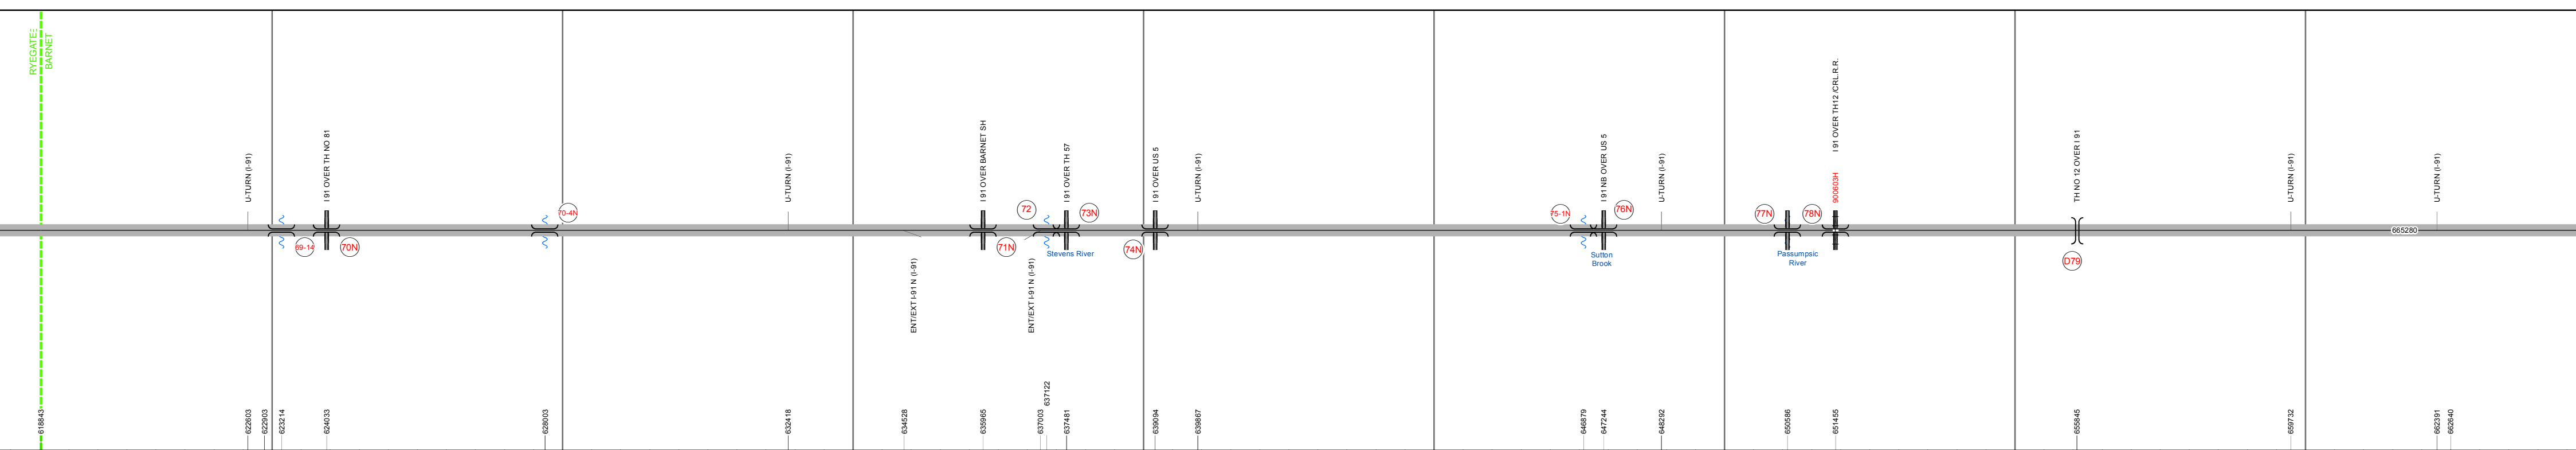 RYEGATE
BARNET
U-TURN (I-91)
I 91 OVER TH NO 81
U-TURN (I-91)
I 91 OVER BARNET SH
I 91 OVER TH 57
I 91 OVER US 5
U-TURN (I-91)
I 91 NB OVER US 5
U-TURN (I-91)
I 91 OVER TH12 /CRL.R.R.
900603H
TH NO 12 OVER I 91
U-TURN (I-91)
U-TURN (I-91)
69-14
70N
70-4N
71N
72
73N
74N
75-1N
76N
77N
78N
D79
665280
Stevens River
Sutton
Brook
Passumpsic
River
ENT/EXT I-91 N (I-91)
ENT/EXT I-91 N (I-91)
618843
622603
622903
623214
624033
628003
632418
634528
635965
637003
637122
637481
639094
639867
646879
647244
648292
650586
651455
655845
659732
662391
662640